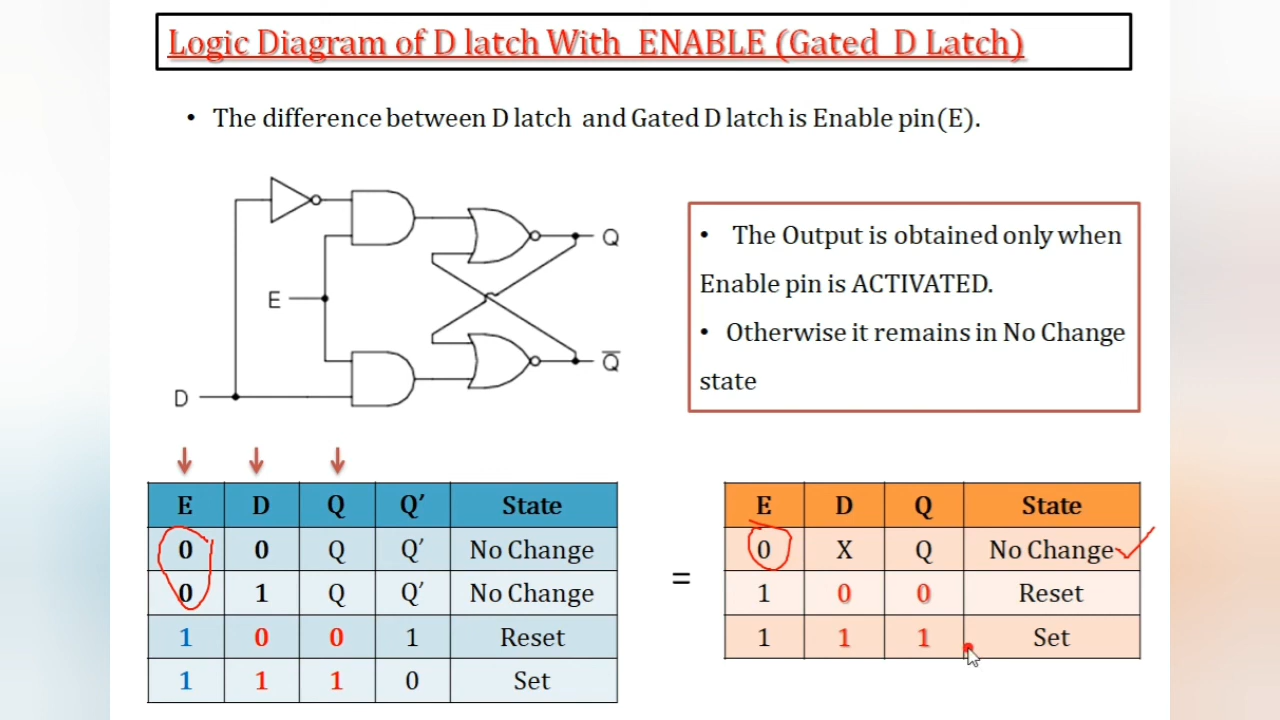 Logic Diagram of D latch With ENABLE (Gated D Latch)
• The difference between D latch and Gated D latch is Enable pin(E).
E
D
Q
Q̅
• The Output is obtained only when
Enable pin is ACTIVATED.
• Otherwise it remains in No Change
state
E D Q Q′ State
0 0 Q Q′ No Change
0 1 Q Q′ No Change
1 0 0 1 Reset
1 1 1 0 Set
=
E D Q State
0 X Q No Change
1 0 0 Reset
1 1 1 Set